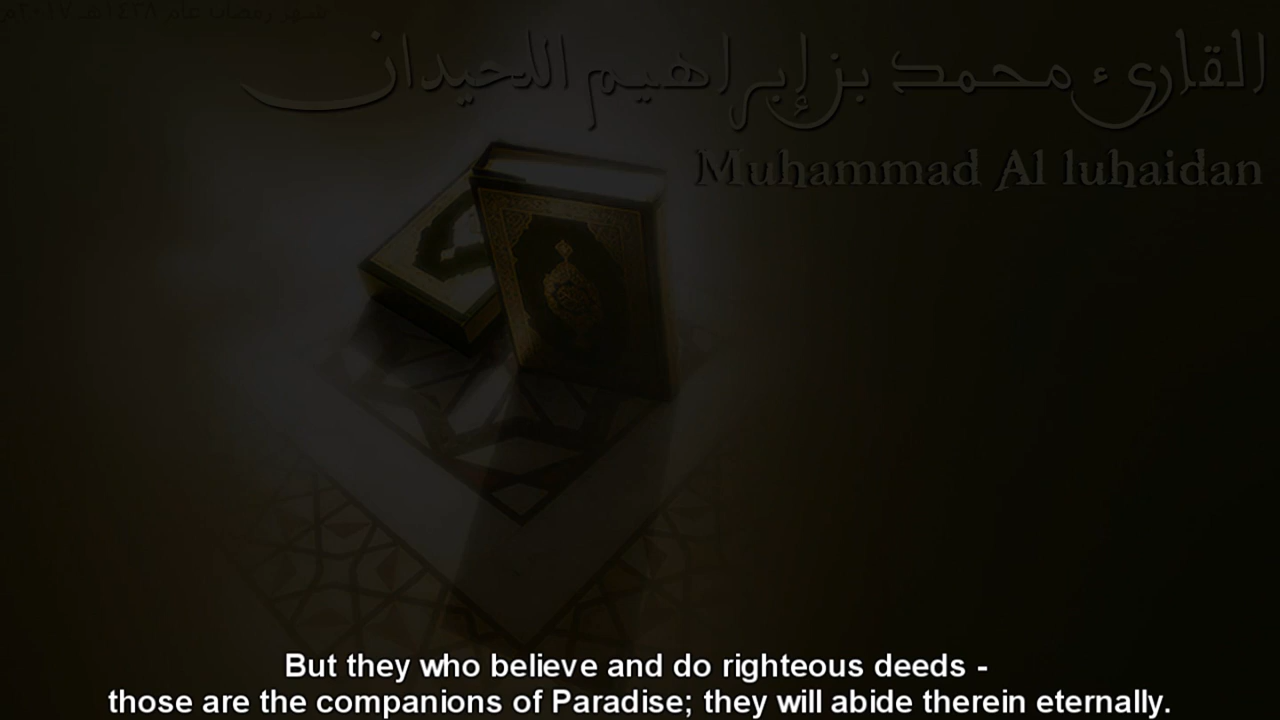 القارىء محمد بن إبراهيم اللحيدان
Muhammad Al luhaidan
But they who believe and do righteous deeds -
those are the companions of Paradise; they will abide therein eternally.